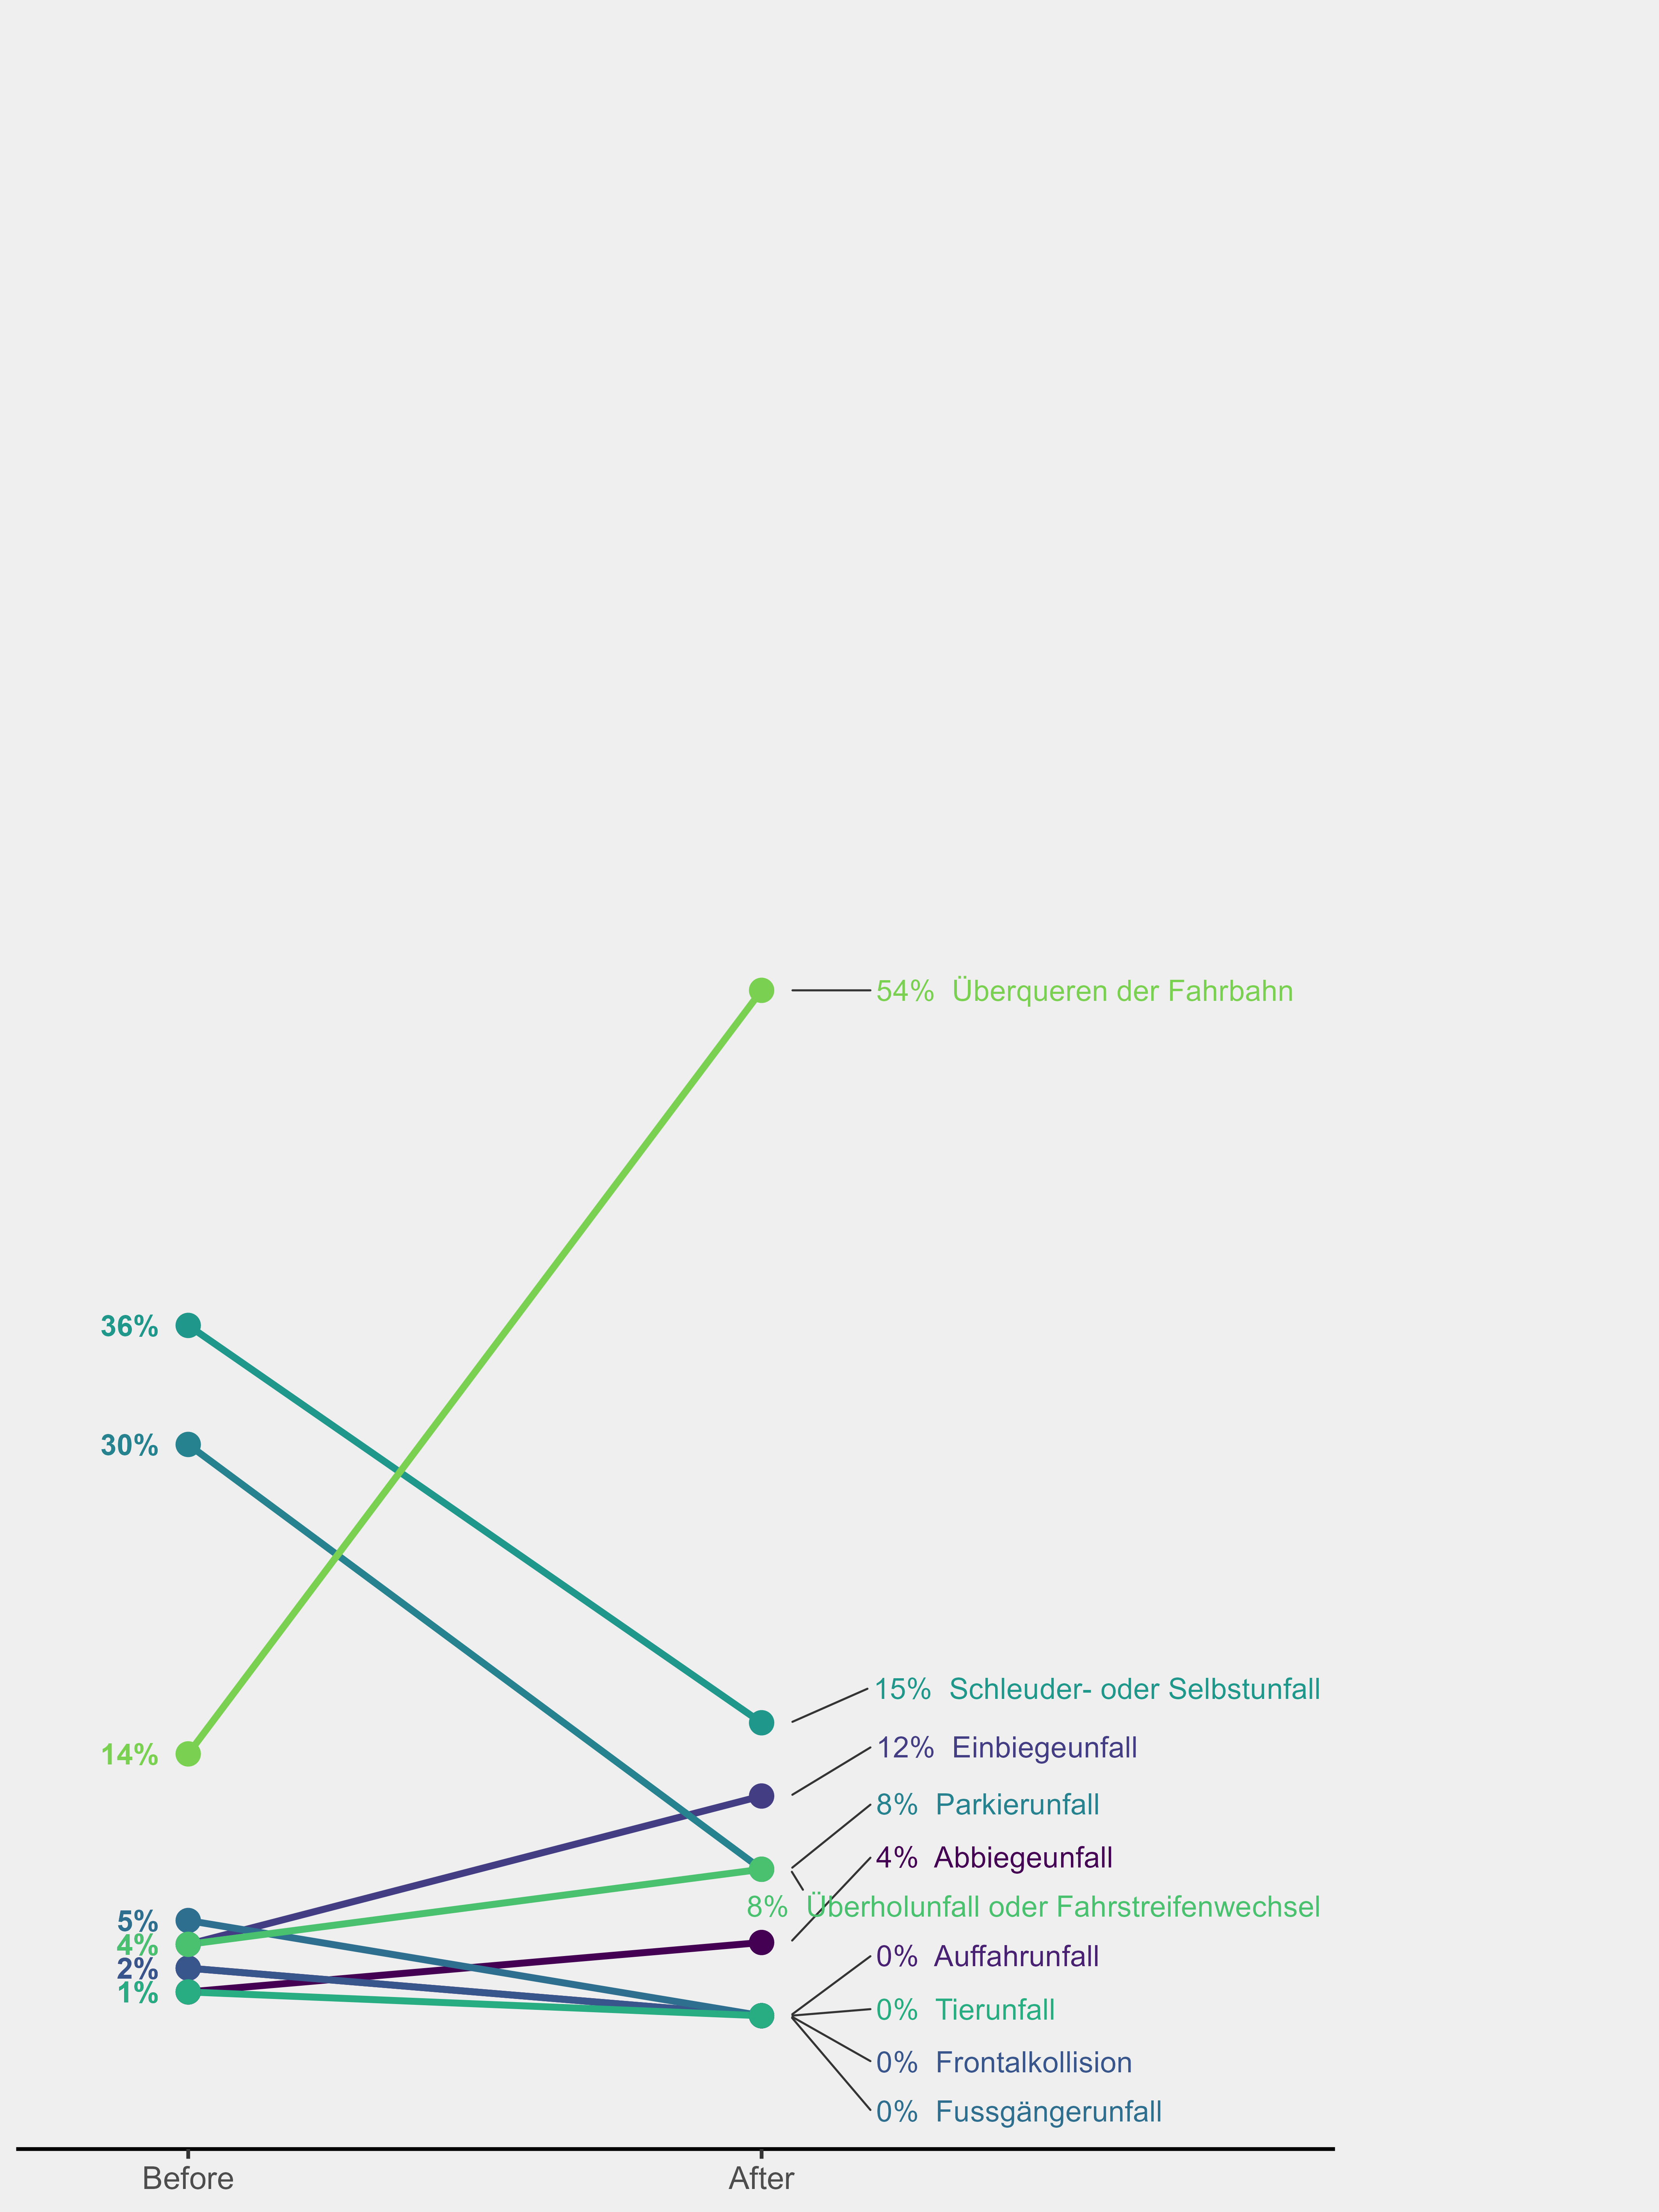 54% Überqueren der Fahrbahn
36%
30%
15% Schleuder- oder Selbstunfall
12% Einbiegeunfall
14%
8% Parkierunfall
4% Abbiegeunfall
8% Überholunfall oder Fahrstreifenwechsel
5%
4%
2%
1%
0% Auffahrunfall
0% Tierunfall
0% Frontalkollision
0% Fussgängerunfall
Before After